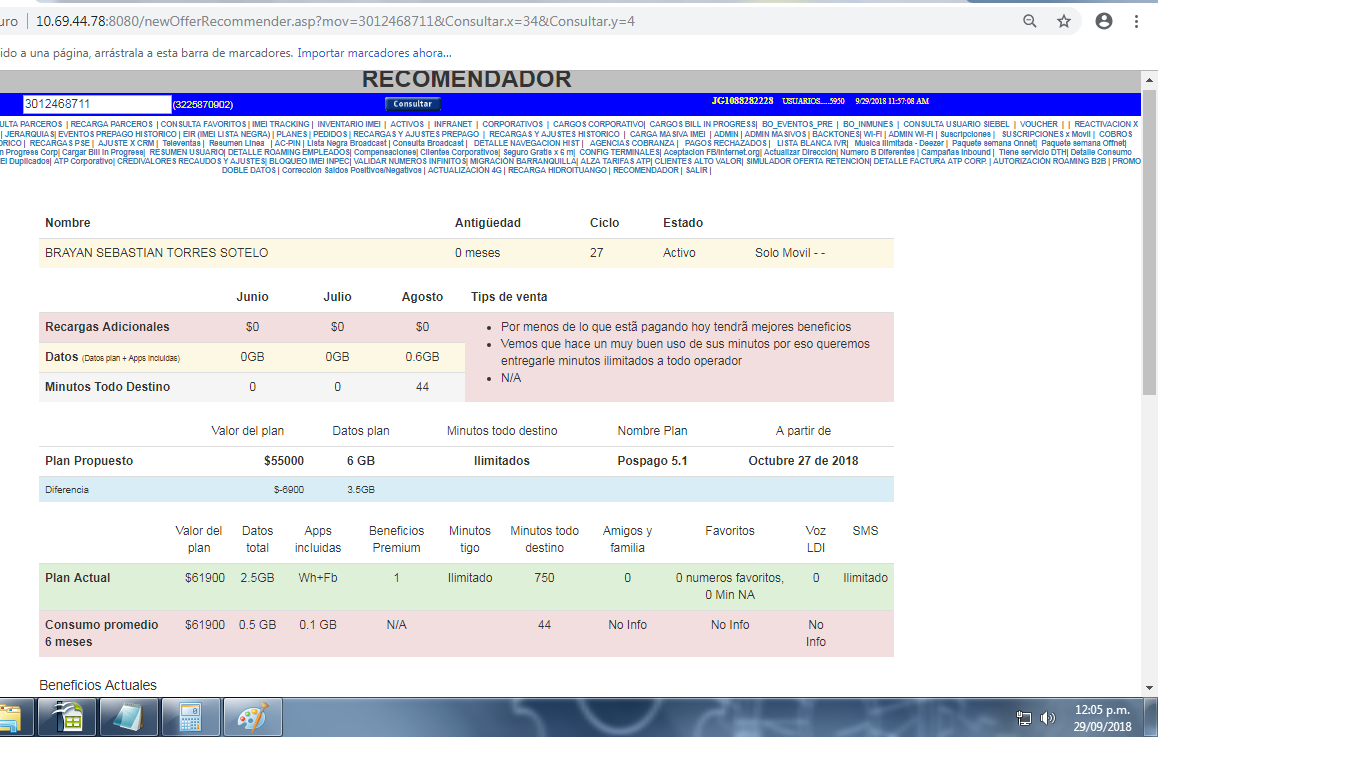 uro 10.69.44.78:8080/newOfferRecommender.asp?mov=3012468711&Consultar.x=34&Consultar.y=4
ido a una página, arrástrala a esta barra de marcadores. Importar marcadores ahora...
RECOMENDADOR
3012468711 (3225870902) Consultar JG1088282228 USUARIOS.....5950 9/29/2018 11:57:08 AM
ULTA PARCEROS | RECARGA PARCEROS | CONSULTA FAVORITOS | IMEI TRACKING | INVENTARIO IMEI | ACTIVOS | INFRANET | CORPORATIVOS | CARGOS CORPORATIVO| CARGOS BILL IN PROGRESS| BO_EVENTOS_PRE | BO_INMUNES | CONSULTA USUARIO SIEBEL | VOUCHER | | REACTIVACION X
| JERARQUIAS| EVENTOS PREPAGO HISTORICO | EIR (IMEI LISTA NEGRA) | PLANES | PEDIDOS | RECARGAS Y AJUSTES PREPAGO | RECARGAS Y AJUSTES HISTORICO | CARGA MASIVA IMEI | ADMIN | ADMIN MASIVOS | BACKTONES| WI-FI | ADMIN WI-FI | Suscripciones | SUSCRIPCIONES x Movil | COBROS
ORICO | RECARGAS PSE | AJUSTE X CRM | Televentas | Resumen Linea | AC-PIN | Lista Negra Broadcast | Consulta Broadcast | DETALLE NAVEGACION HIST | AGENCIAS COBRANZA | PAGOS RECHAZADOS | LISTA BLANCA IVR| Música Ilimitada - Deezer | Paquete semana Onnet| Paquete semana Offnet|
n Progress Corp| Cargar Bill in Progress| RESUMEN USUARIO| DETALLE ROAMING EMPLEADOS| Compensaciones| Clientes Corporativos| Seguro Gratis x 6 m| CONFIG TERMINALES| Aceptacion FB/Internet.org| Actualizar Dirección| Numero B Diferentes | Campañas Inbound | Tiene servicio DTH| Detalle Consumo
EI Duplicados| ATP Corporativo| CREDIVALORES RECAUDOS Y AJUSTES| BLOQUEO IMEI INPEC| VALIDAR NUMEROS INFINITOS| MIGRACIÓN BARRANQUILLA| ALZA TARIFAS ATP| CLIENTES ALTO VALOR| SIMULADOR OFERTA RETENCIÓN| DETALLE FACTURA ATP CORP. | AUTORIZACIÓN ROAMING B2B | PROMO
DOBLE DATOS | Corrección Saldos Positivos/Negativos | ACTUALIZACIÓN 4G | RECARGA HIDROITUANGO | RECOMENDADOR | SALIR |
Nombre Antigüedad Ciclo Estado
BRAYAN SEBASTIAN TORRES SOTELO 0 meses 27 Activo Solo Movil - -
Junio Julio Agosto Tips de venta
Recargas Adicionales $0 $0 $0
Datos (Datos plan + Apps Incluidas) 0GB 0GB 0.6GB
Minutos Todo Destino 0 0 44
• Por menos de lo que estã pagando hoy tendrã mejores beneficios
• Vemos que hace un muy buen uso de sus minutos por eso queremos
entregarle minutos ilimitados a todo operador
• N/A
Valor del plan Datos plan Minutos todo destino Nombre Plan A partir de
Plan Propuesto $55000 6 GB Ilimitados Pospago 5.1 Octubre 27 de 2018
Diferencia $-6900 3.5GB
Valor del Datos Apps Beneficios Minutos Minutos todo Amigos y Favoritos Voz SMS
plan total incluidas Premium tigo destino familia LDI
Plan Actual $61900 2.5GB Wh+Fb 1 Ilimitado 750 0 0 numeros favoritos, 0 Ilimitado
0 Min NA
Consumo promedio $61900 0.5 GB 0.1 GB N/A 44 No Info No Info No
6 meses Info
Beneficios Actuales
12:05 p.m.
29/09/2018